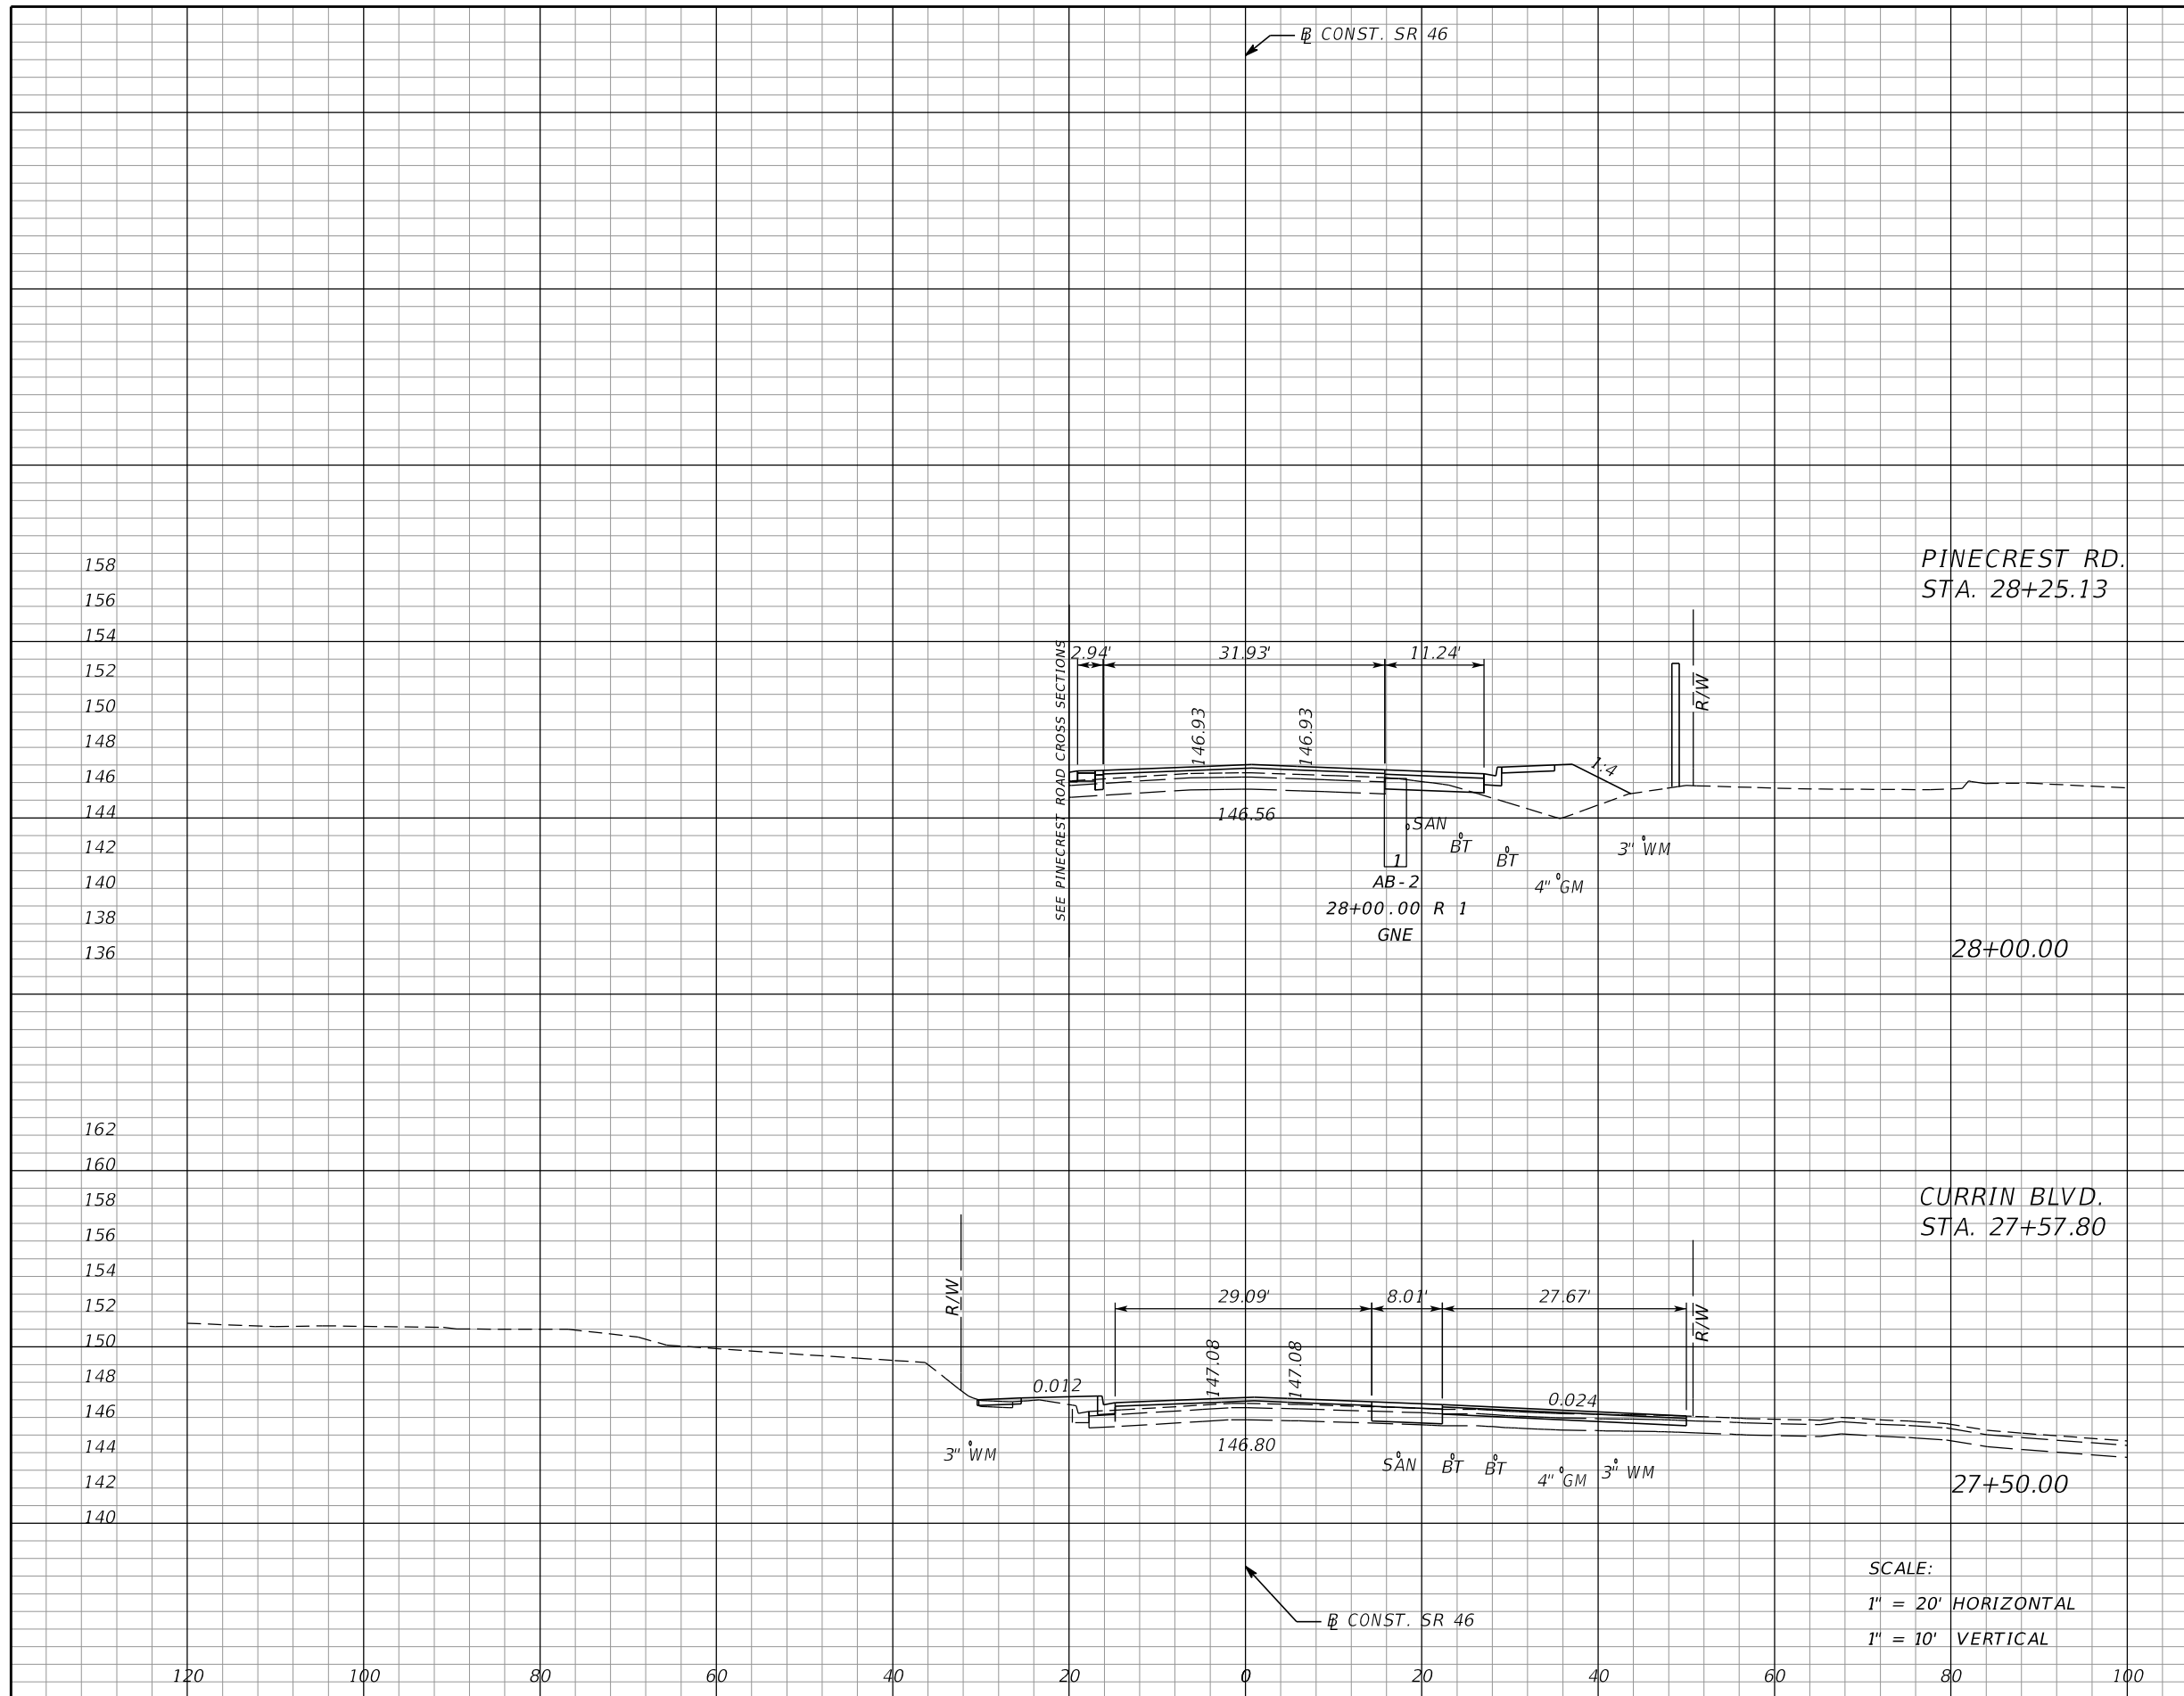 BL CONST. SR 46
158
PINECREST RD.
156
STA. 28+25.13
154
2.94'
31.93'
11.24'
152
R/W
150
146.93
146.93
148
SEE PINECREST ROAD CROSS SECTIONS
146
1:4
144
146.56
SAN
142
BT
BT
3" WM
1
140
AB-2
4" GM
138
28+00.00 R 1
136
GNE
28+00.00
162
160
158
CURRIN BLVD.
156
STA. 27+57.80
154
R/W
152
29.09'
8.01'
27.67'
R/W
150
148
0.012
147.08
147.08
146
0.024
144
3" WM
146.80
SAN
BT
BT
4" GM
3" WM
142
27+50.00
140
SCALE:
1" = 20' HORIZONTAL
BL CONST. SR 46
1" = 10' VERTICAL
120
100
80
60
40
20
0
20
40
60
80
100